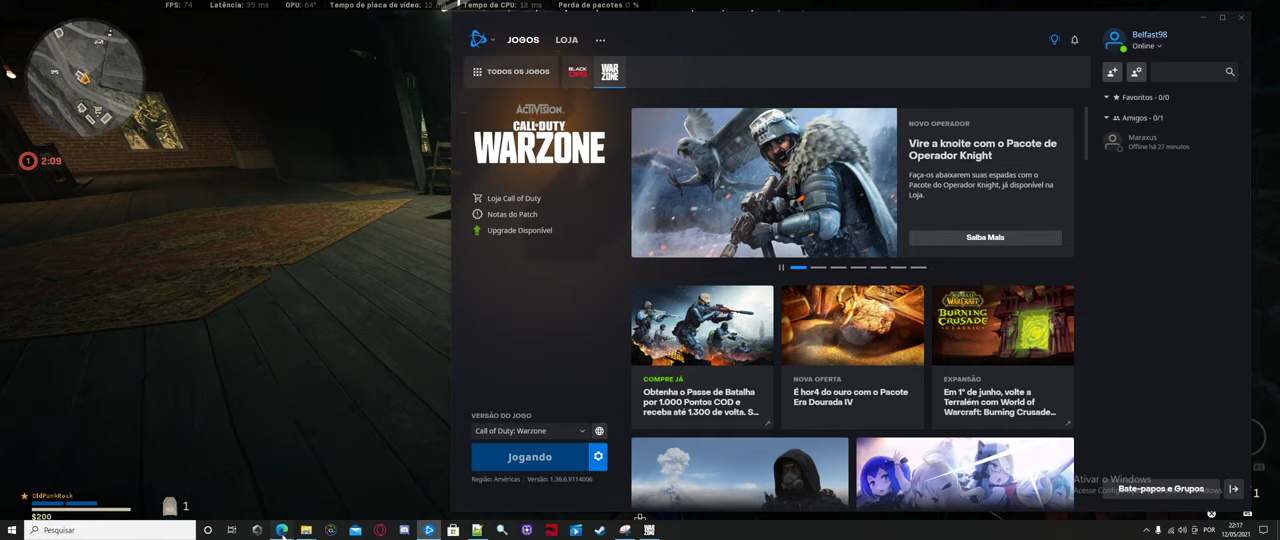 FPS: 74 Latência: 35 ms GPU: 64° Tempo de placa de vídeo: 12 ms Tempo de CPU: 12 ms Perda de pacotes 0 %
JOGOS
LOJA
Belfast98
Online
TODOS OS JOGOS
BLACK OPS
WAR ZONE
Favoritos - 0/0
Amigos - 0/1
Maraxus
Offline há 27 minutos
ACTIVISION
CALL OF DUTY
WARZONE
Loja Call of Duty
Notas do Patch
Upgrade Disponível
NOVO OPERADOR
Vire a knoite com o Pacote de
Operador Knight
Faça-os abaixarem suas espadas com o
Pacote do Operador Knight, já disponível na
Loja.
Saiba Mais
1 2:09
WARCRAFT
BURNING
CRUSADE
CLASSIC
COMPRE JÁ
Obtenha o Passe de Batalha
por 1.000 Pontos COD e
receba até 1.300 de volta. S...
NOVA OFERTA
É hor4 do ouro com o Pacote
Era Dourada IV
EXPANSÃO
Em 1º de junho, volte a
Terralém com World of
Warcraft: Burning Crusade...
VERSÃO DO JOGO
Call of Duty: Warzone
Jogando
Região: Américas Versão: 1.36.6.9114006
Ativar o Windows
Bate-papos e Grupos
OldPunkRock
$200
1
1
Pesquisar
WAR ZONE
POR
22:17
12/05/2021